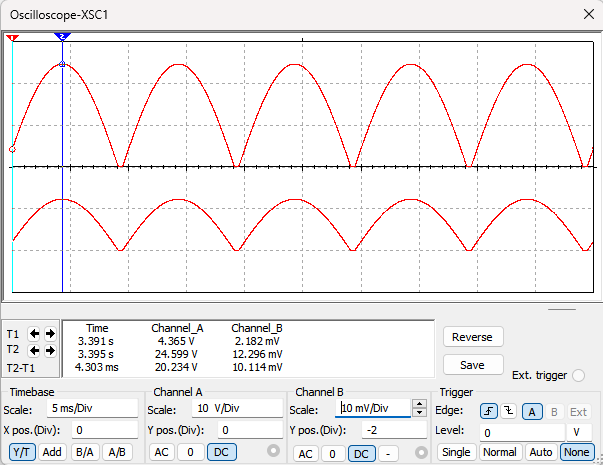 Oscilloscope-XSC1
1 2
Time Channel_A Channel_B
T1 3.391 s 4.365 V 2.182 mV
T2 3.395 s 24.599 V 12.296 mV
T2-T1 4.303 ms 20.234 V 10.114 mV
Reverse
Save
Ext. trigger
Timebase Channel A Channel B Trigger
Scale: 5 ms/Div Scale: 10 V/Div Scale: 10 mV/Div Edge: A B Ext
X pos.(Div): 0 Y pos.(Div): 0 Y pos.(Div): -2 Level: 0 V
Y/T Add B/A A/B AC 0 DC AC 0 DC - Single Normal Auto None